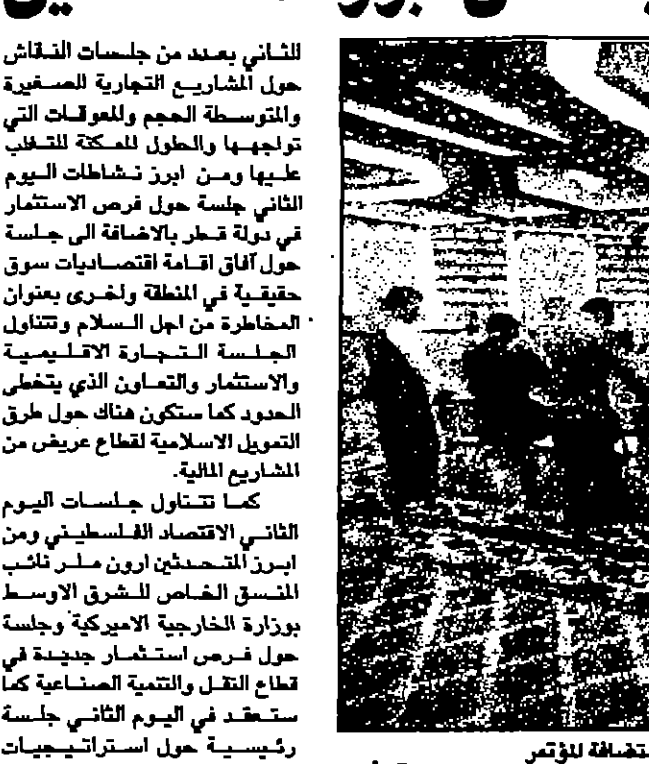 الثاني بعدد من جلسات النقاش
حول المشاريع التجارية الصغيرة
والمتوسطة الحجم والمعوقات التي
تواجهها والحلول الممكنة للتغلب
عليها ومن ابرز نشاطات اليوم
الثاني جلسة حول فرص الاستثمار
في دولة قطر بالاضافة الى جلسة
حول آفاق اقامة اقتصاديات سوق
حقيقية في المنطقة واخرى بعنوان
المخاطرة من اجل السلام وتتناول
الجلسة التجارة الاقليمية
والاستثمار والتعاون الذي يتخطى
الحدود كما ستكون هناك حول طرق
التمويل الاسلامية لقطاع عريض من
المشاريع المالية.
كما تتناول جلسات اليوم
الثاني الاقتصاد الفلسطيني ومن
ابرز المتحدثين ارون ملر نائب
المنسق الخاص للشرق الاوسط
بوزارة الخارجية الاميركية وجلسة
حول فرص استثمار جديدة في
قطاع النقل والتنمية الصناعية كما
ستعقد في اليوم الثاني جلسة
رئيسية حول استراتيجيات
تضافة المؤتمر